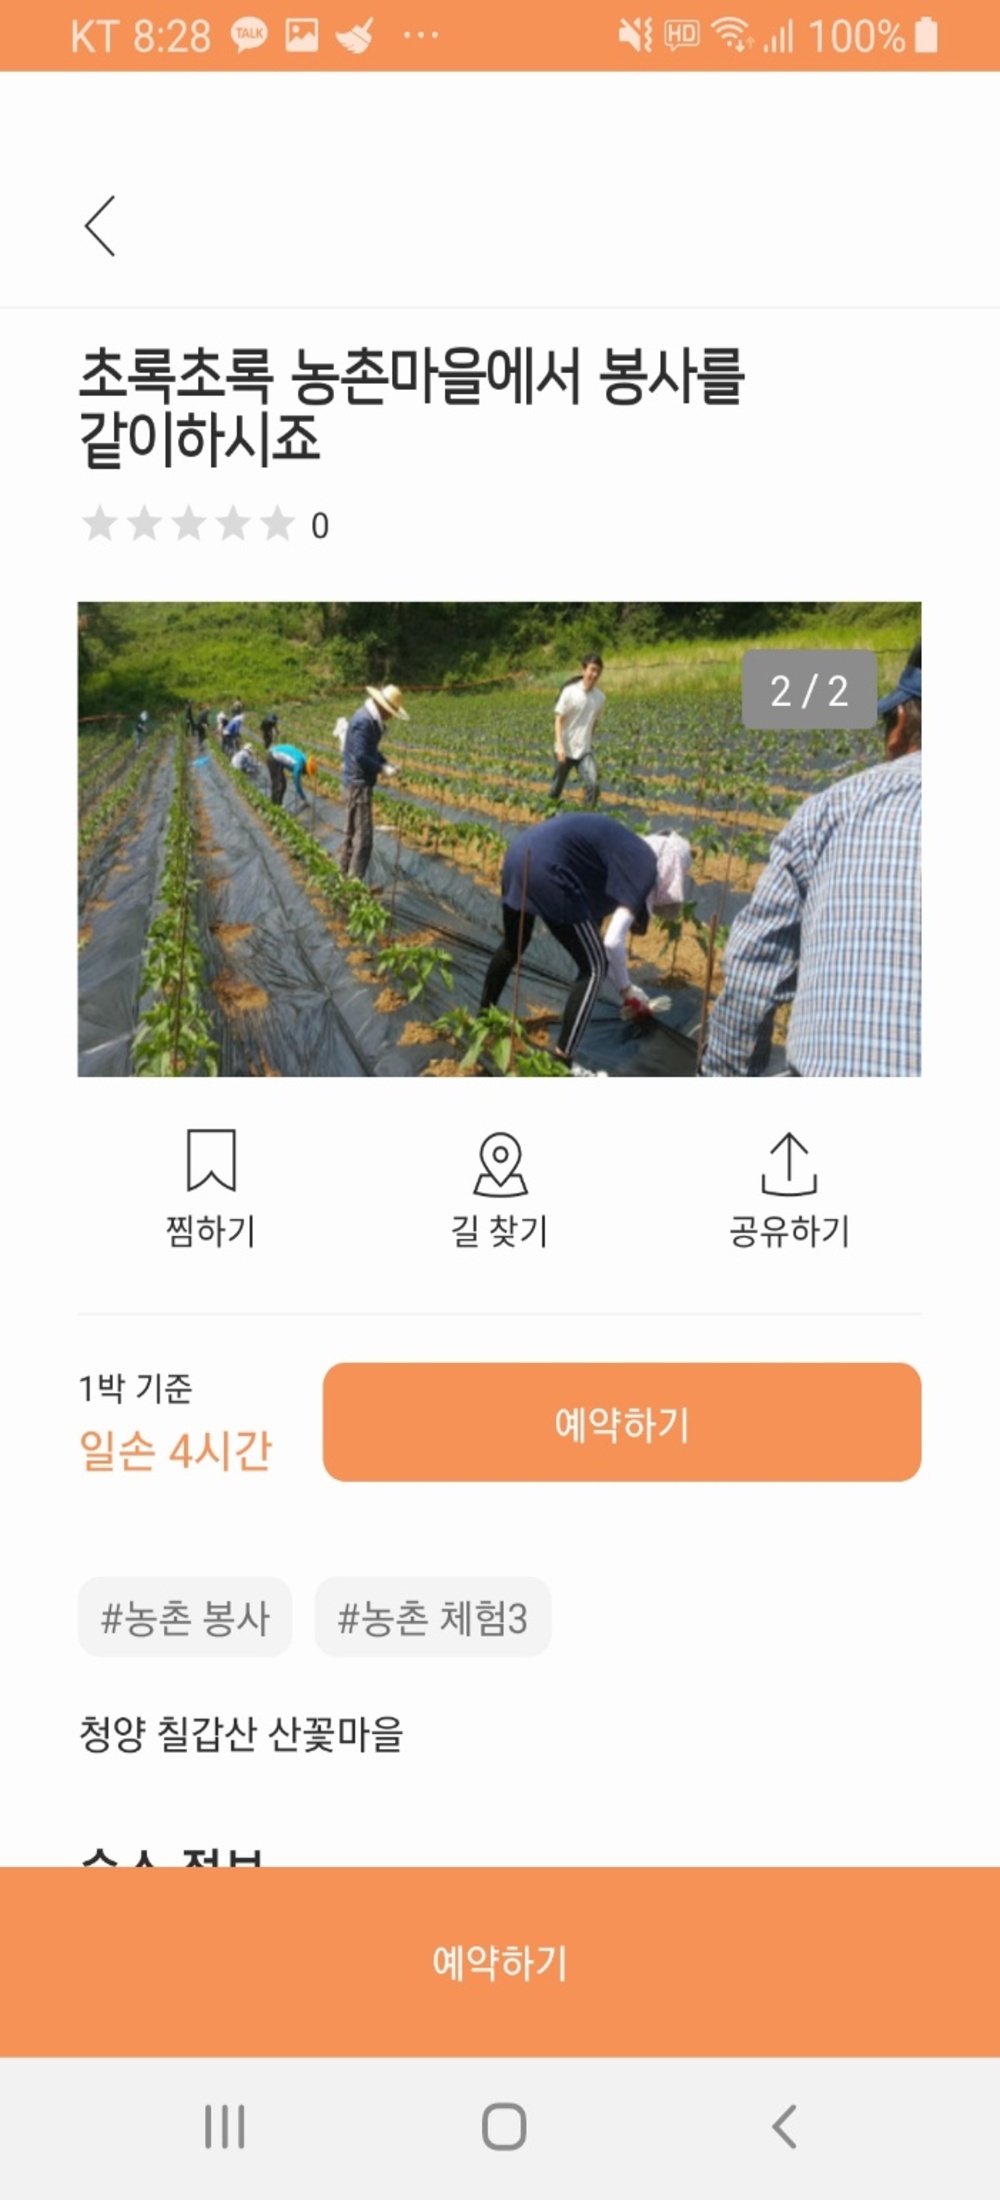 KT 8:28 TALK HD 100%
초록초록 농촌마을에서 봉사를
같이하시죠
0
2 / 2
찜하기 길 찾기 공유하기
1박 기준
일손 4시간
예약하기
#농촌 봉사 #농촌 체험3
청양 칠갑산 산꽃마을
예약하기